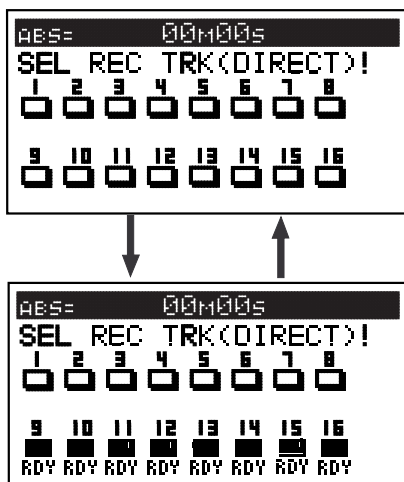 ABS= 00M00s
SEL REC TRK(DIRECT)!
1 2 3 4 5 6 7 8
9 10 11 12 13 14 15 16
ABS= 00M00s
SEL REC TRK(DIRECT)!
1 2 3 4 5 6 7 8
9 10 11 12 13 14 15 16
RDY RDY RDY RDY RDY RDY RDY RDY